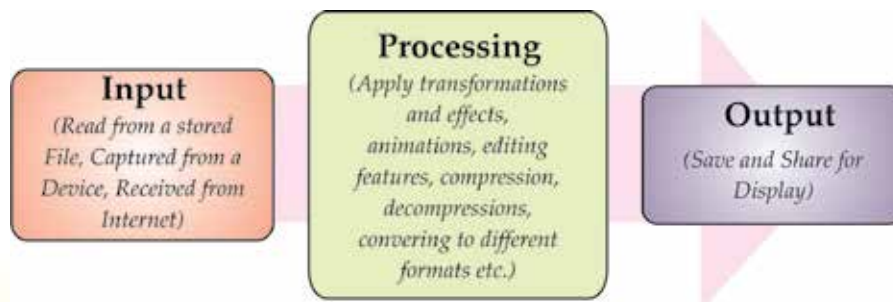 Input
(Read from a stored
File, Captured from a
Device, Received from
Internet)
Processing
(Apply transformations
and effects,
animations, editing
features, compression,
decompressions,
convering to different
formats etc.)
Output
(Save and Share for
Display)